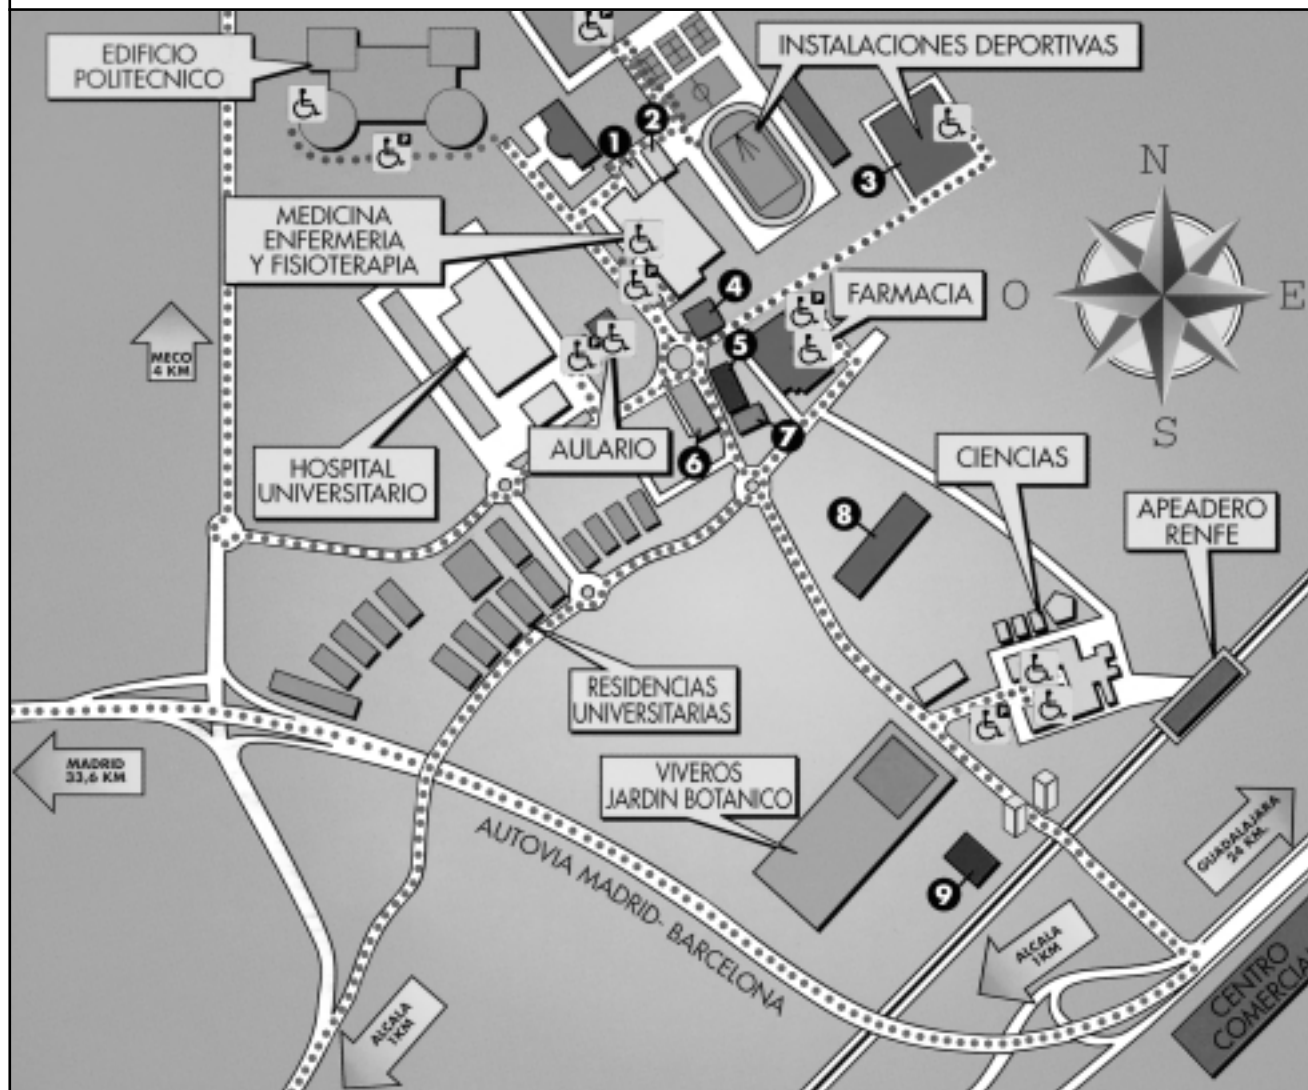 EDIFICIO
POLITECNICO
INSTALACIONES DEPORTIVAS
1
2
3
N
MEDICINA
ENFERMERIA
Y FISIOTERAPIA
4
FARMACIA
O
E
MECO
4 KM
5
S
HOSPITAL
UNIVERSITARIO
AULARIO
6
7
CIENCIAS
8
APEADERO
RENFE
RESIDENCIAS
UNIVERSITARIAS
MADRID
33,6 KM
VIVEROS
JARDIN BOTANICO
AUTOVIA MADRID- BARCELONA
GUADALAJARA
24 KM.
9
ALCALA
1KM
ALCALA
1KM
CENTRO
COMERCIAL